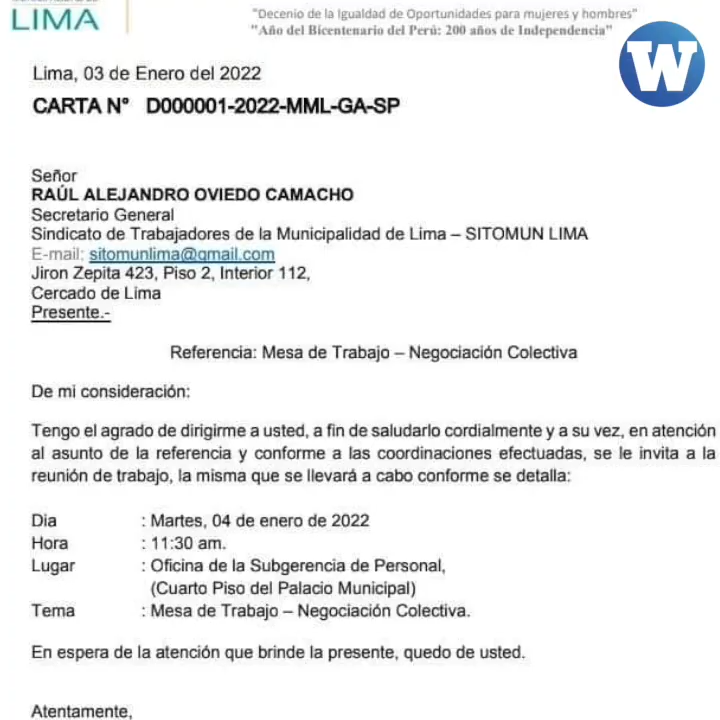 LIMA
"Decenio de la Igualdad de Oportunidades para mujeres y hombres"
"Año del Bicentenario del Perú: 200 años de Independencia"
W
Lima, 03 de Enero del 2022
CARTA N° D000001-2022-MML-GA-SP
Señor
RAÚL ALEJANDRO OVIEDO CAMACHO
Secretario General
Sindicato de Trabajadores de la Municipalidad de Lima – SITOMUN LIMA
E-mail: sitomunlima@gmail.com
Jiron Zepita 423, Piso 2, Interior 112,
Cercado de Lima
Presente.-
Referencia: Mesa de Trabajo – Negociación Colectiva
De mi consideración:
Tengo el agrado de dirigirme a usted, a fin de saludarlo cordialmente y a su vez, en atención
al asunto de la referencia y conforme a las coordinaciones efectuadas, se le invita a la
reunión de trabajo, la misma que se llevará a cabo conforme se detalla:
Dia : Martes, 04 de enero de 2022
Hora : 11:30 am.
Lugar : Oficina de la Subgerencia de Personal,
(Cuarto Piso del Palacio Municipal)
Tema : Mesa de Trabajo – Negociación Colectiva.
En espera de la atención que brinde la presente, quedo de usted.
Atentamente,